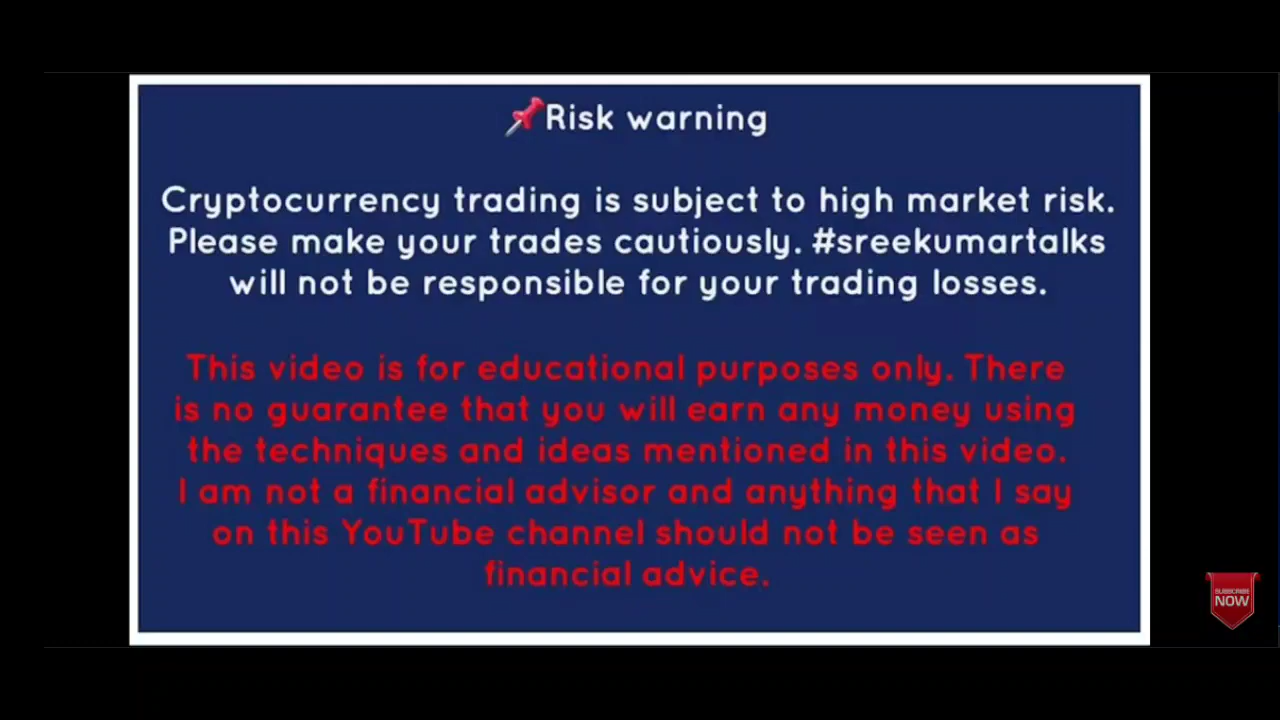 📌Risk warning
Cryptocurrency trading is subject to high market risk.
Please make your trades cautiously. #sreekumartalks
will not be responsible for your trading losses.
This video is for educational purposes only. There
is no guarantee that you will earn any money using
the techniques and ideas mentioned in this video.
I am not a financial advisor and anything that I say
on this YouTube channel should not be seen as
financial advice.
SUBSCRIBE
NOW